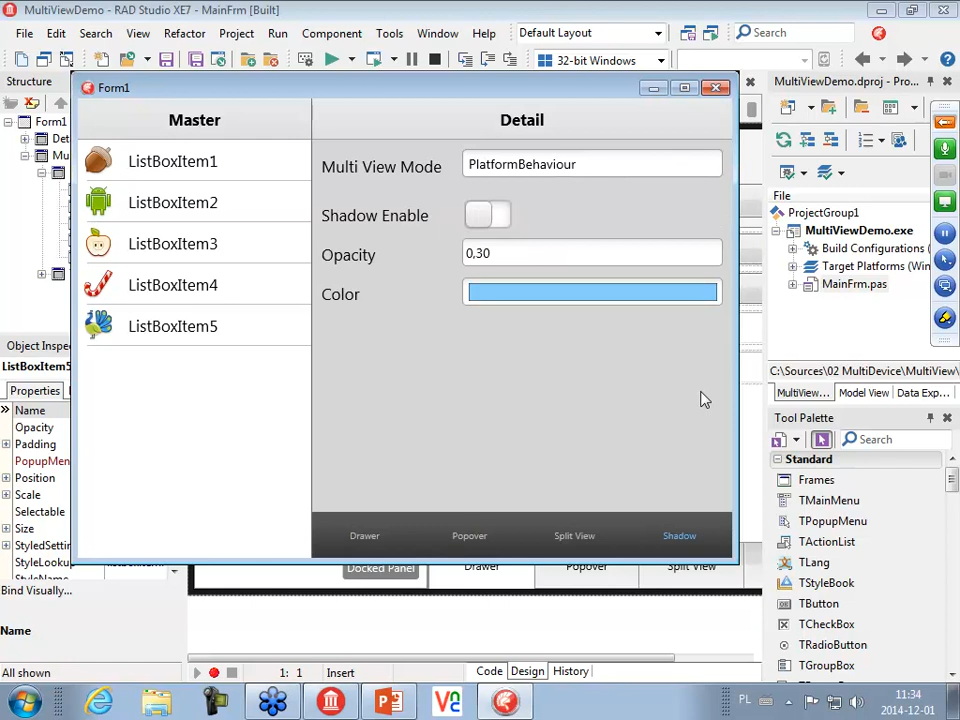 MultiViewDemo - RAD Studio XE7 - MainFrm [Built]
File Edit Search View Refactor Project Run Component Tools Window Help
Default Layout
Search
32-bit Windows
Structure
Form1
Det
Mu
Form1
Master
Detail
ListBoxItem1
ListBoxItem2
ListBoxItem3
ListBoxItem4
ListBoxItem5
Multi View Mode
PlatformBehaviour
Shadow Enable
Opacity
0,30
Color
Drawer
Popover
Split View
Shadow
Docked Panel
Drawer
Popover
Split View
Object Inspe
ListBoxItem5
Properties
Name
Opacity
Padding
PopupMen
Position
Scale
Selectable
Size
StyledSettin
StyleLookup
StyleName
Bind Visually...
Name
All shown
1: 1
Insert
Code
Design
History
MultiViewDemo.dproj - Pro...
File
ProjectGroup1
MultiViewDemo.exe
Build Configurations (
Target Platforms (Win
MainFrm.pas
C:\Sources\02 MultiDevice\MultiView\
MultiView...
Model View
Data Exp...
Tool Palette
Search
Standard
Frames
TMainMenu
TPopupMenu
TActionList
TLang
TStyleBook
TButton
TCheckBox
TRadioButton
TGroupBox
PL
11:34
2014-12-01